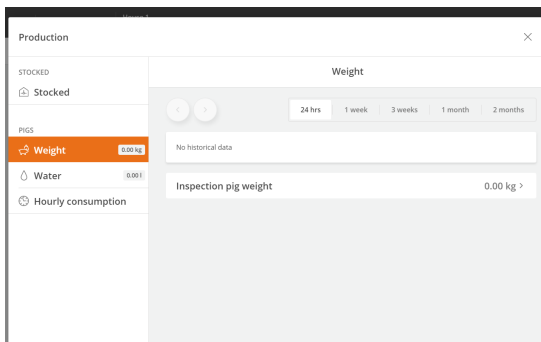 Production
STOCKED
Stocked
PIGS
Weight 0.00 kg
Water 0.00 l
Hourly consumption
Weight
24 hrs 1 week 3 weeks 1 month 2 months
No historical data
Inspection pig weight 0.00 kg